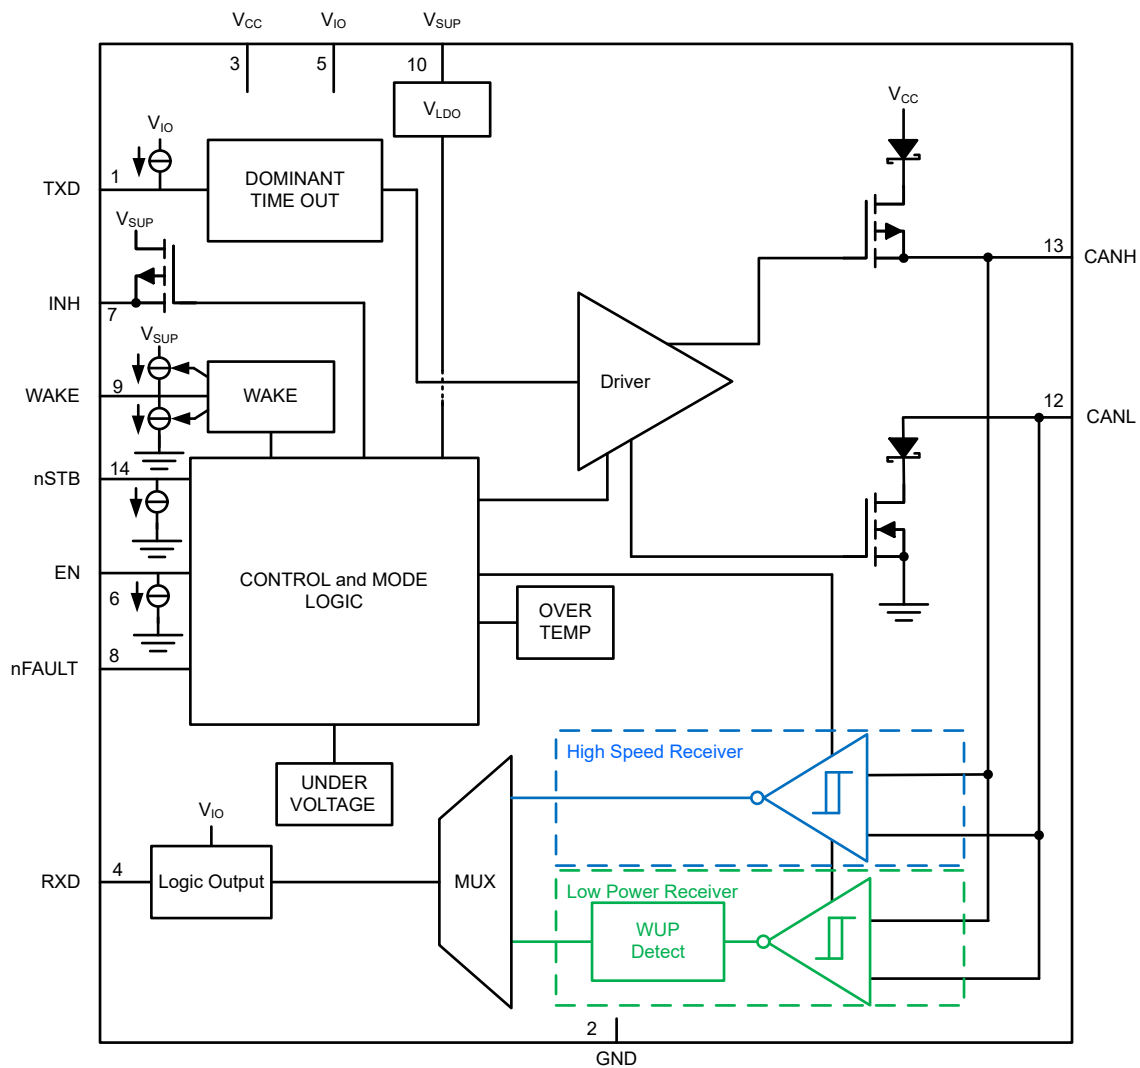 VCC
VIO
VSUP
3
5
10
VLDO
VCC
VIO
TXD
1
DOMINANT
TIME OUT
VSUP
13
CANH
INH
7
VSUP
Driver
WAKE
9
WAKE
12
CANL
nSTB
14
EN
6
CONTROL and MODE
LOGIC
OVER
TEMP
nFAULT
8
High Speed Receiver
UNDER
VOLTAGE
VIO
RXD
4
Logic Output
MUX
Low Power Receiver
WUP
Detect
2
GND